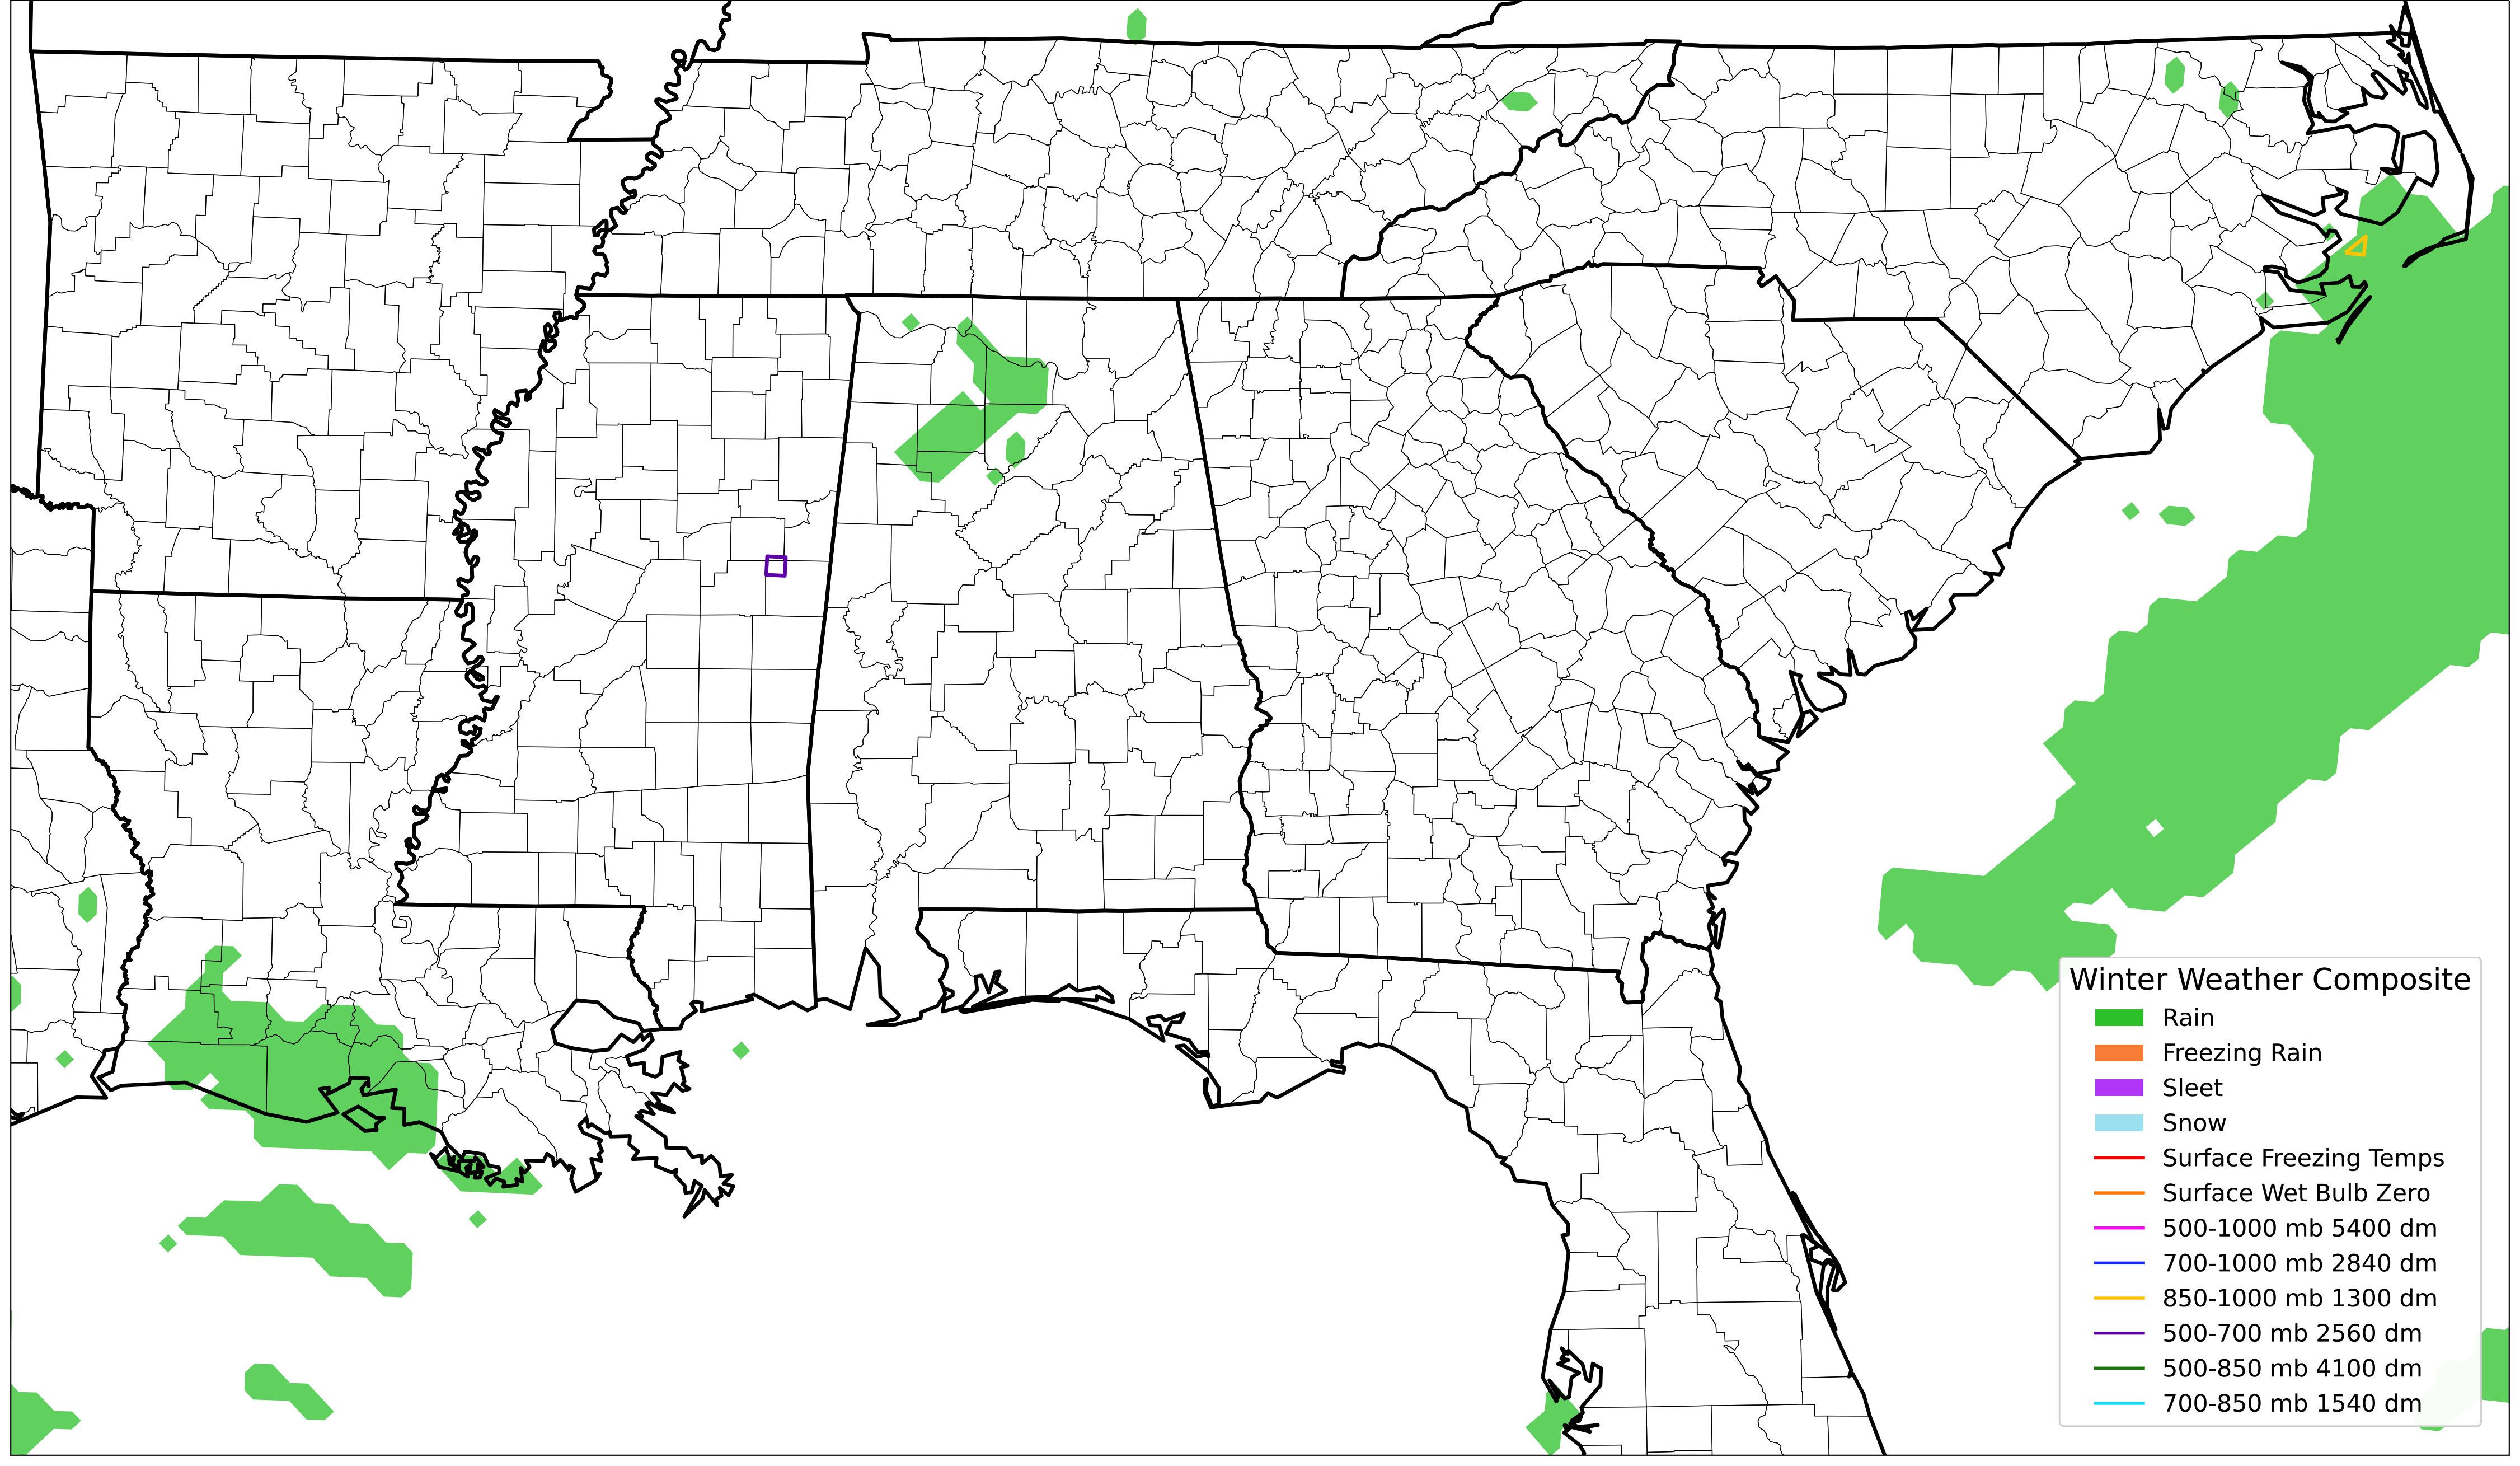 Winter Weather Composite
Rain
Freezing Rain
Sleet
Snow
Surface Freezing Temps
Surface Wet Bulb Zero
500-1000 mb 5400 dm
700-1000 mb 2840 dm
850-1000 mb 1300 dm
500-700 mb 2560 dm
500-850 mb 4100 dm
700-850 mb 1540 dm